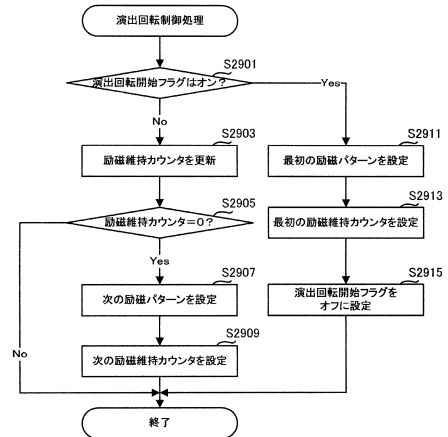 演出回転制御処理
S2901
演出回転開始フラグはオン?
Yes
No
S2903
励磁維持カウンタを更新
S2911
最初の励磁パターンを設定
S2905
励磁維持カウンタ=0?
S2913
最初の励磁維持カウンタを設定
Yes
S2907
次の励磁パターンを設定
S2915
演出回転開始フラグを
オフに設定
No
S2909
次の励磁維持カウンタを設定
終了